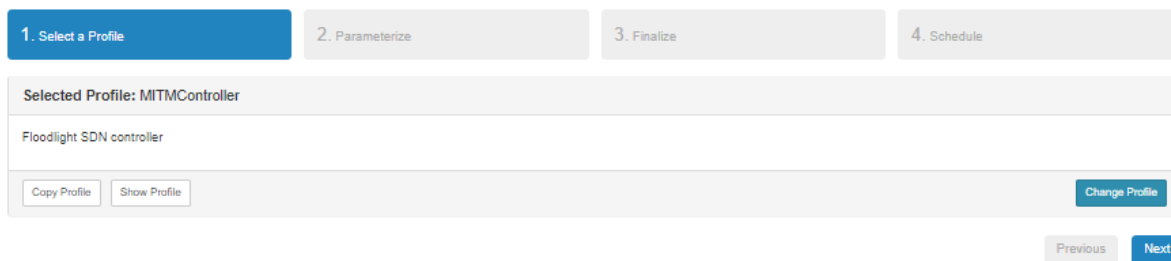 1. Select a Profile
2. Parameterize
3. Finalize
4. Schedule
Selected Profile: MITMController
Floodlight SDN controller
Copy Profile
Show Profile
Change Profile
Previous
Next